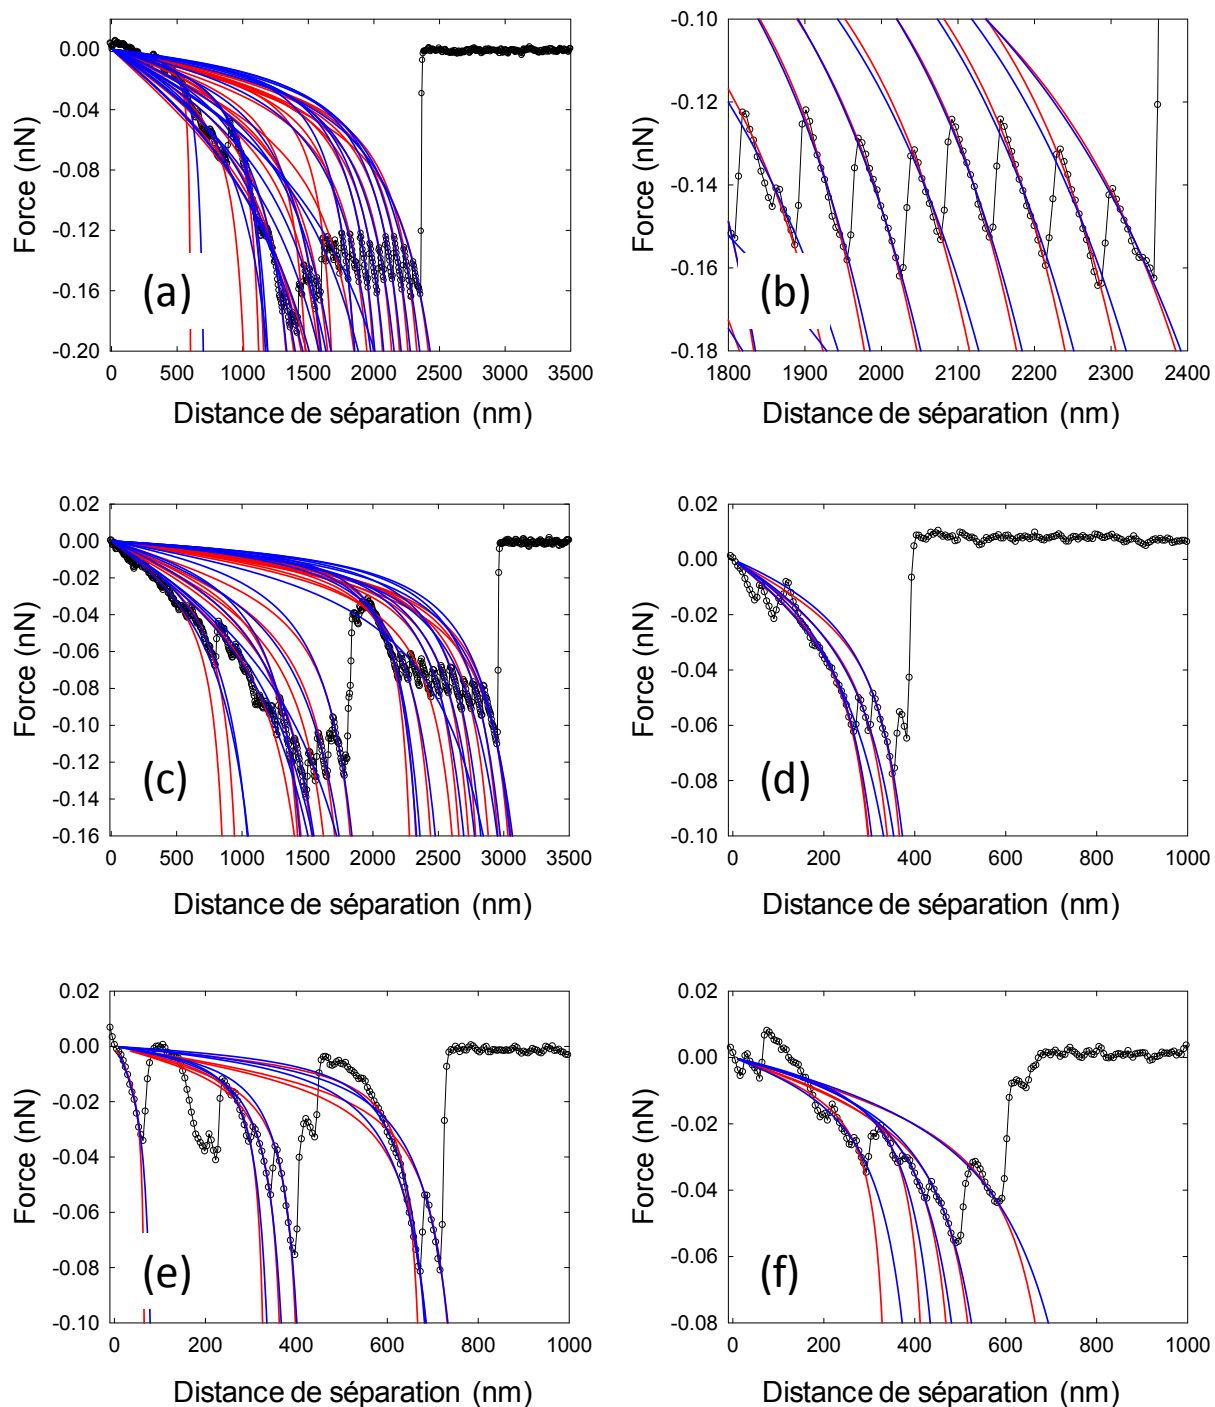 0.00
-0.04
-0.08
-0.12
-0.16
-0.20
Force (nN)
(a)
0 500 1000 1500 2000 2500 3000 3500
Distance de séparation (nm)
-0.10
-0.12
-0.14
-0.16
-0.18
Force (nN)
(b)
1800 1900 2000 2100 2200 2300 2400
Distance de séparation (nm)
0.02
0.00
-0.02
-0.04
-0.06
-0.08
-0.10
-0.12
-0.14
-0.16
Force (nN)
(c)
0 500 1000 1500 2000 2500 3000 3500
Distance de séparation (nm)
0.02
0.00
-0.02
-0.04
-0.06
-0.08
-0.10
Force (nN)
(d)
0 200 400 600 800 1000
Distance de séparation (nm)
0.02
0.00
-0.02
-0.04
-0.06
-0.08
-0.10
Force (nN)
(e)
0 200 400 600 800 1000
Distance de séparation (nm)
0.02
0.00
-0.02
-0.04
-0.06
-0.08
Force (nN)
(f)
0 200 400 600 800 1000
Distance de séparation (nm)